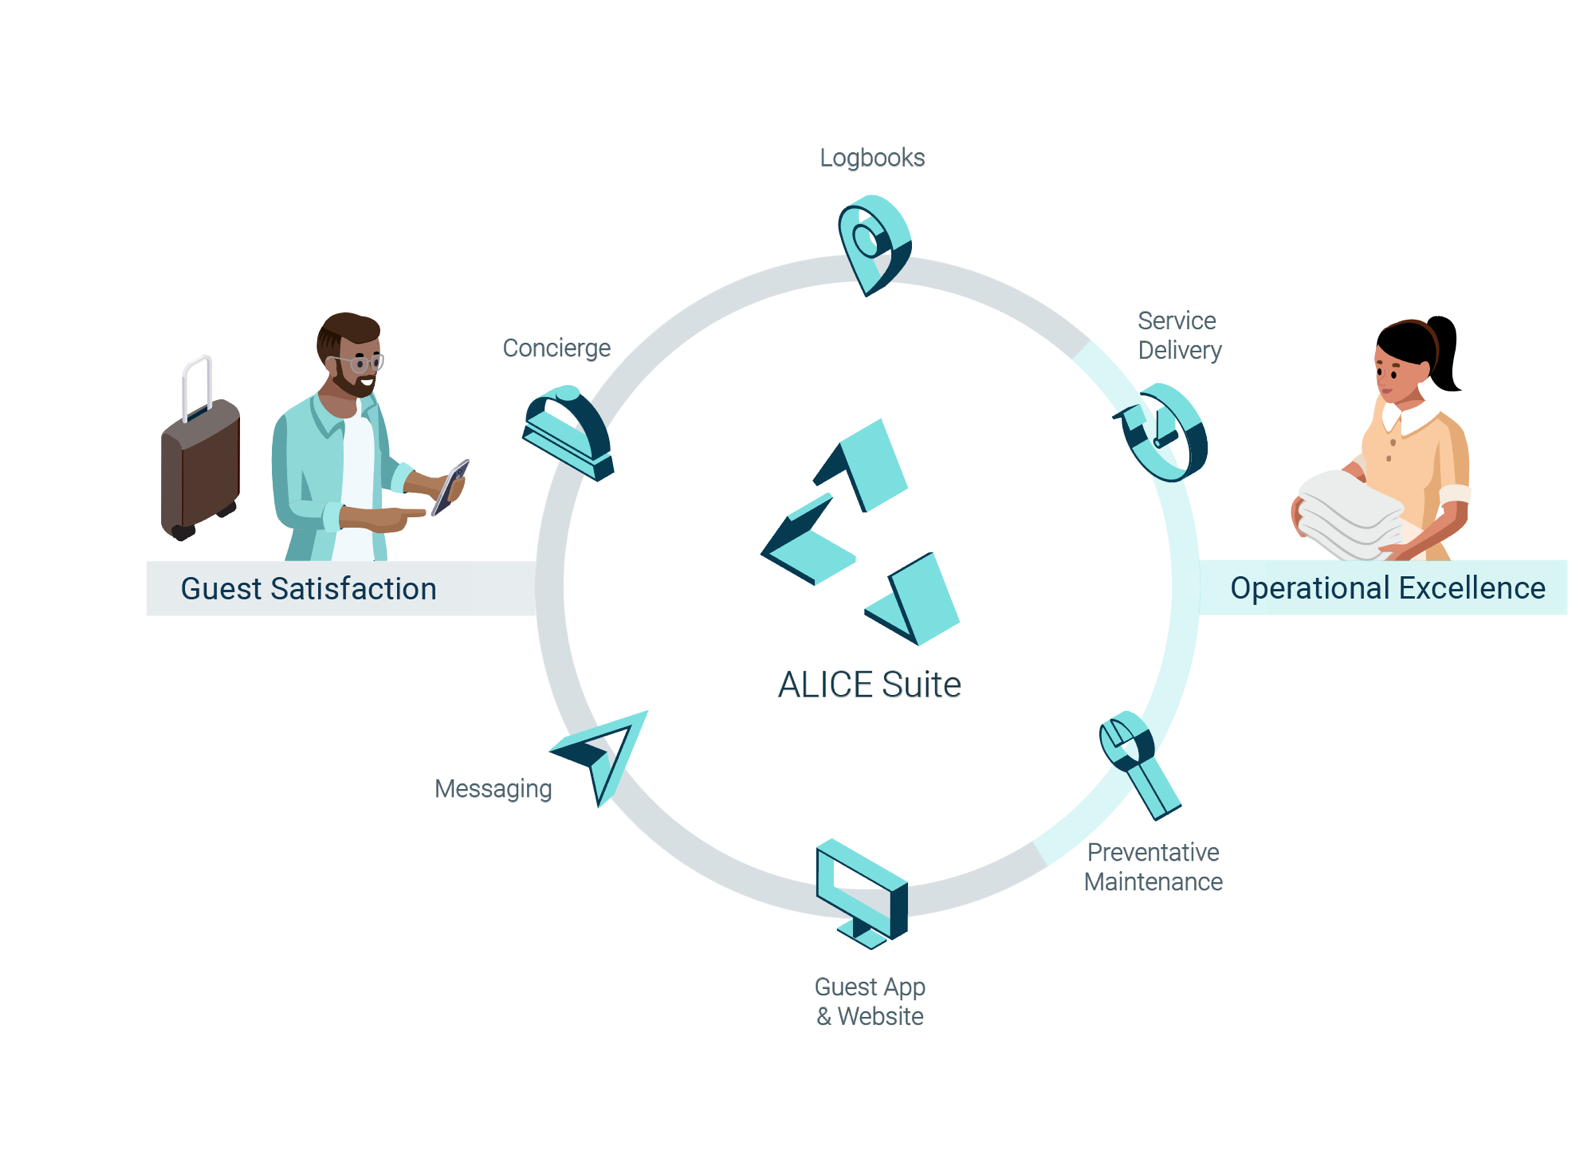 Logbooks
Service
Delivery
Concierge
Guest Satisfaction
Operational Excellence
ALICE Suite
Messaging
Preventative
Maintenance
Guest App
& Website